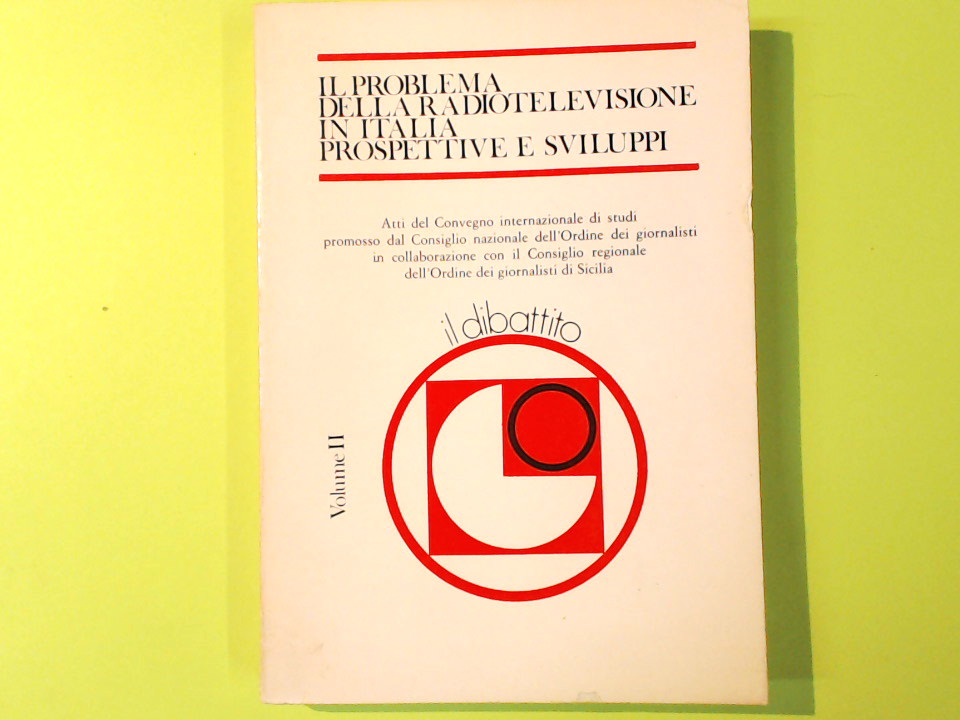 IL PROBLEMA
DELLA RADIOTELEVISIONE
IN ITALIA
PROSPETTIVE E SVILUPPI
Atti del Convegno internazionale di studi
promosso dal Consiglio nazionale dell'Ordine dei giornalisti
in collaborazione con il Consiglio regionale
dell'Ordine dei giornalisti di Sicilia
il dibattito
Volume II